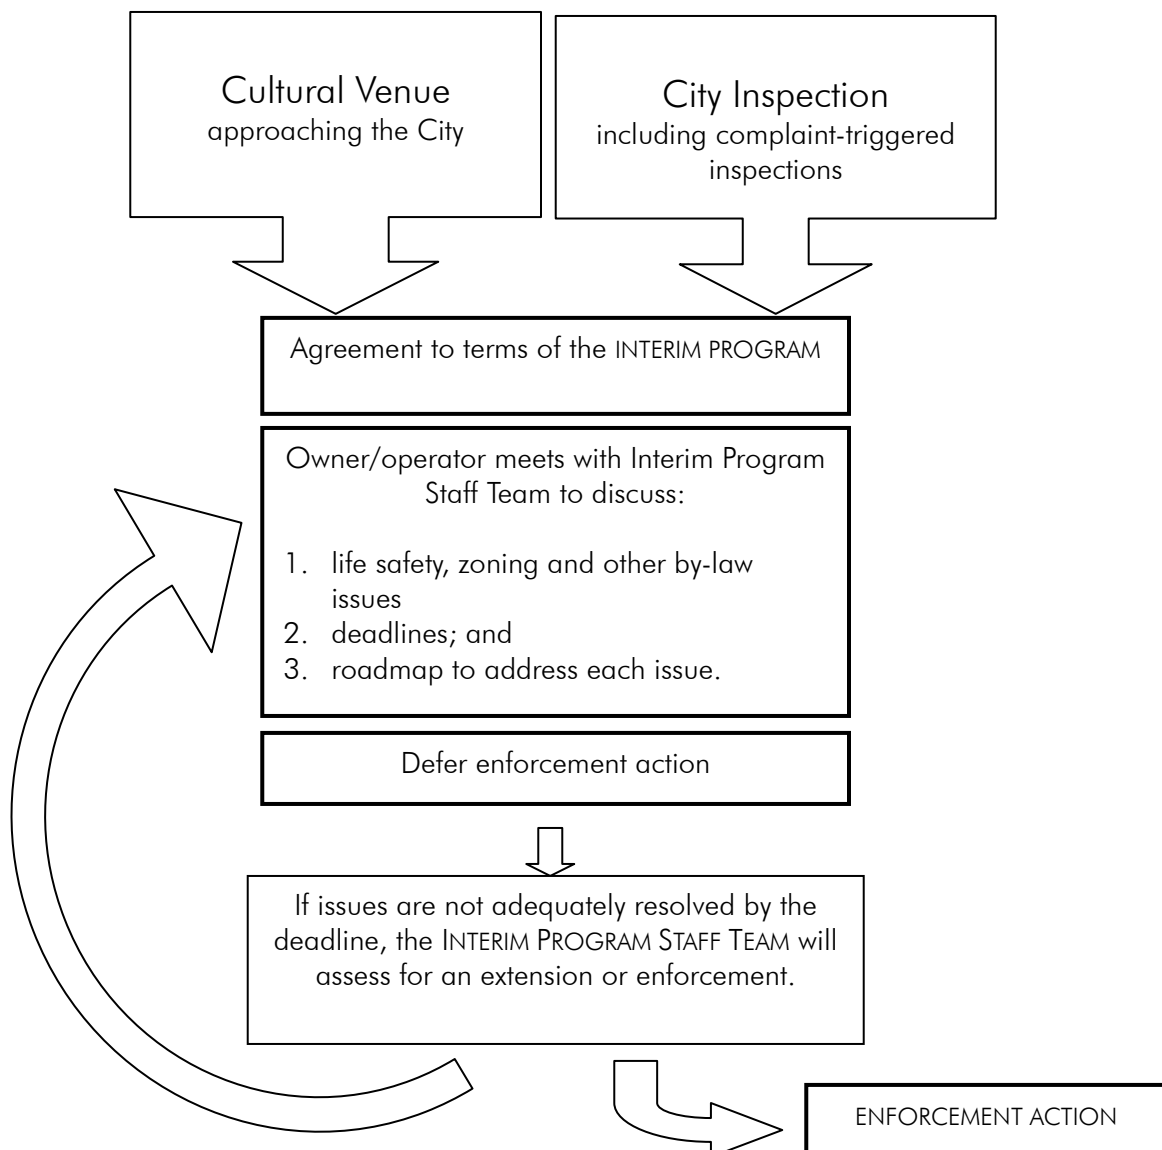 Cultural Venue
approaching the City
City Inspection
including complaint-triggered
inspections
Agreement to terms of the INTERIM PROGRAM
Owner/operator meets with Interim Program
Staff Team to discuss:
1. life safety, zoning and other by-law
issues
2. deadlines; and
3. roadmap to address each issue.
Defer enforcement action
If issues are not adequately resolved by the
deadline, the INTERIM PROGRAM STAFF TEAM will
assess for an extension or enforcement.
ENFORCEMENT ACTION